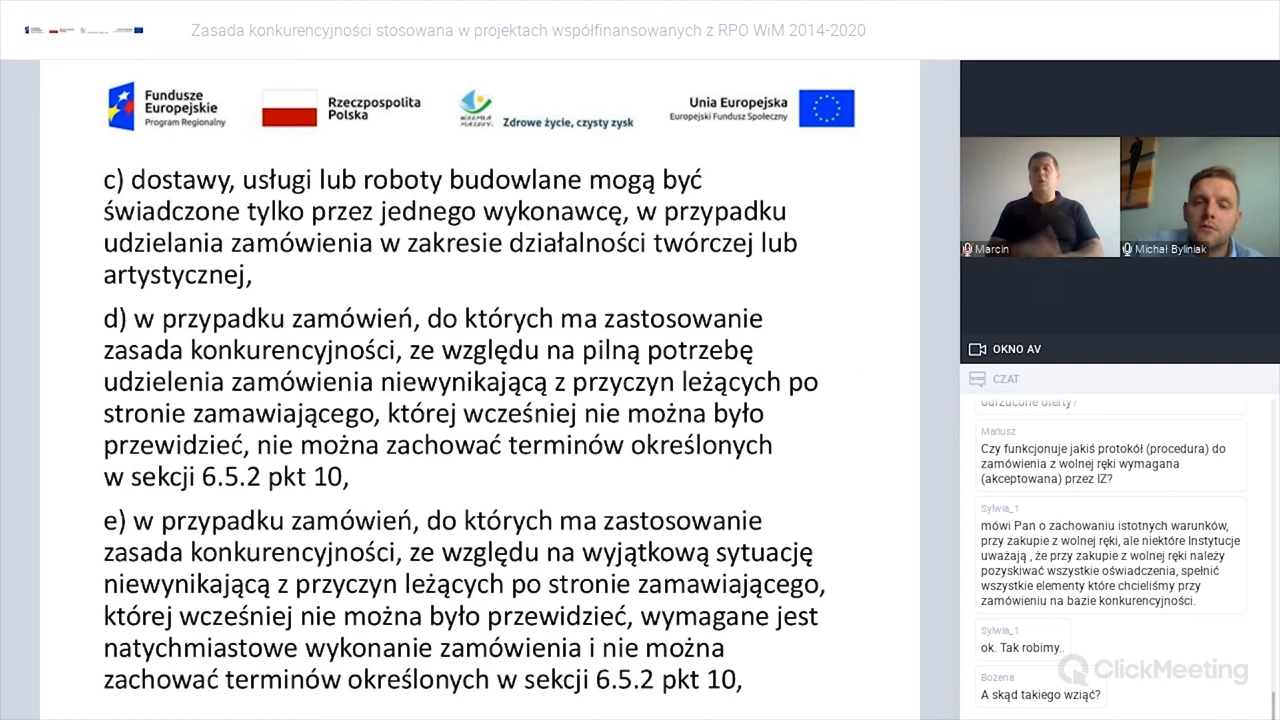 Zasada konkurencyjności stosowana w projektach współfinansowanych z RPO WiM 2014-2020
Fundusze
Europejskie
Program Regionalny
Rzeczpospolita
Polska
WARMIA
MAZURY
Zdrowe życie, czysty zysk
Unia Europejska
Europejski Fundusz Społeczny
c) dostawy, usługi lub roboty budowlane mogą być
świadczone tylko przez jednego wykonawcę, w przypadku
udzielania zamówienia w zakresie działalności twórczej lub
artystycznej,
d) w przypadku zamówień, do których ma zastosowanie
zasada konkurencyjności, ze względu na pilną potrzebę
udzielenia zamówienia niewynikającą z przyczyn leżących po
stronie zamawiającego, której wcześniej nie można było
przewidzieć, nie można zachować terminów określonych
w sekcji 6.5.2 pkt 10,
e) w przypadku zamówień, do których ma zastosowanie
zasada konkurencyjności, ze względu na wyjątkową sytuację
niewynikającą z przyczyn leżących po stronie zamawiającego,
której wcześniej nie można było przewidzieć, wymagane jest
natychmiastowe wykonanie zamówienia i nie można
zachować terminów określonych w sekcji 6.5.2 pkt 10,
Marcin
Michał Byliniak
OKNO AV
CZAT
odrzucone oferty?
Mariusz
Czy funkcjonuje jakiś protokół (procedura) do
zamówienia z wolnej ręki wymagana
(akceptowana) przez IZ?
Sylwia_1
mówi Pan o zachowaniu istotnych warunków,
przy zakupie z wolnej ręki, ale niektóre Instytucje
uważają , że przy zakupie z wolnej ręki należy
pozyskiwać wszystkie oświadczenia, spełnić
wszystkie elementy które chcieliśmy przy
zamówieniu na bazie konkurencyjności.
Sylwia_1
ok. Tak robimy..
Bożena
A skąd takiego wziąć?
ClickMeeting